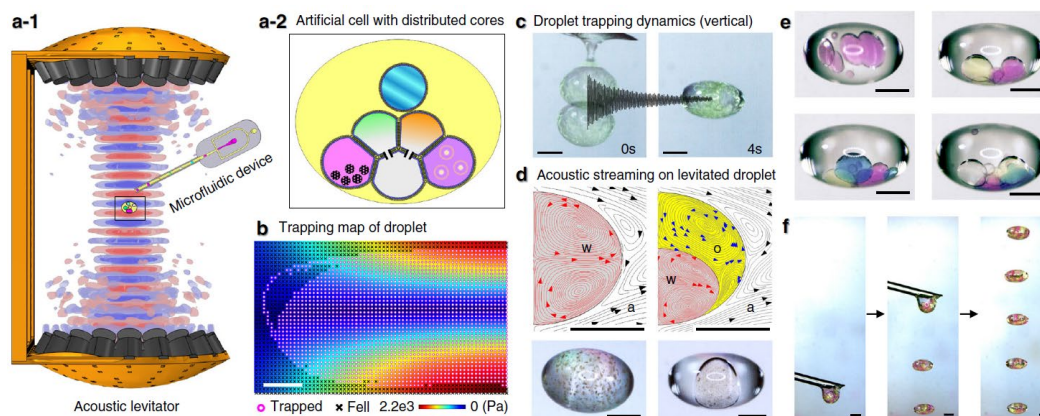 a-1
Microfluidic device
Acoustic levitator
a-2 Artificial cell with distributed cores
b Trapping map of droplet
Trapped × Fell 2.2e3 0 (Pa)
c Droplet trapping dynamics (vertical)
0s 4s
d Acoustic streaming on levitated droplet
w
a
o
w
a
e
f